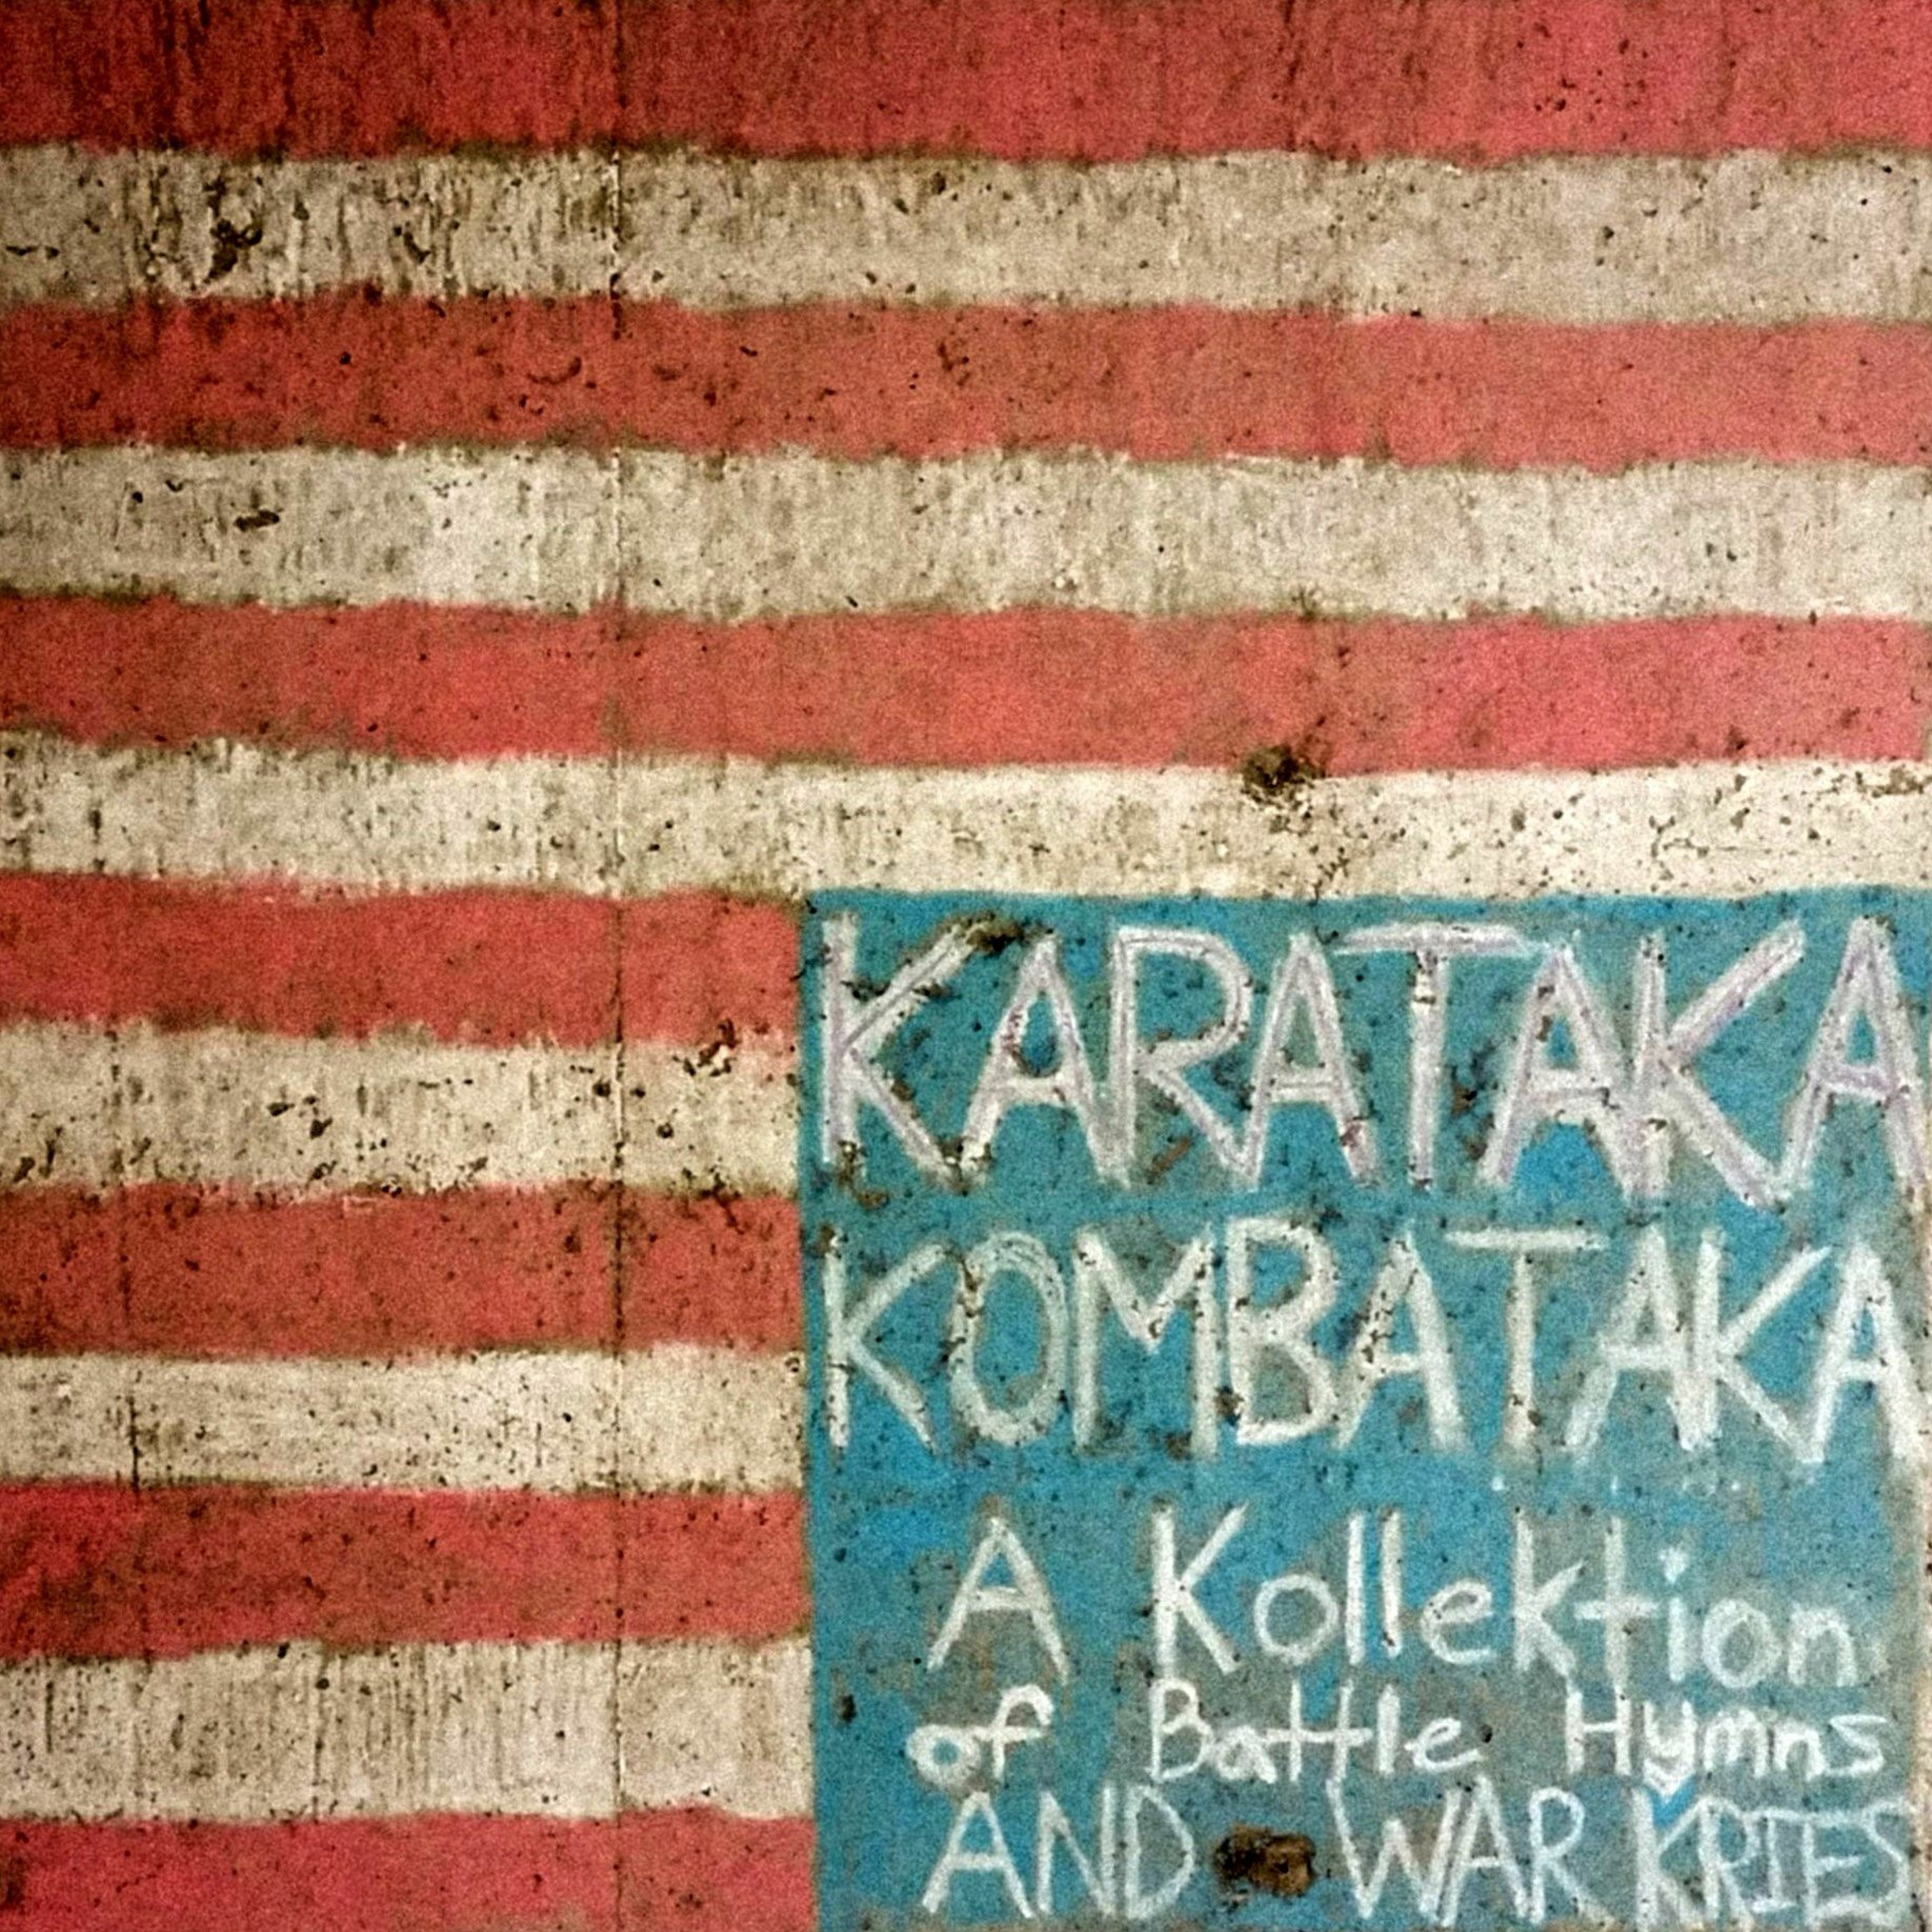 KARATAKA
KOMBATAKA
A Kollektion
of Battle Hymns
AND WAR KRIES